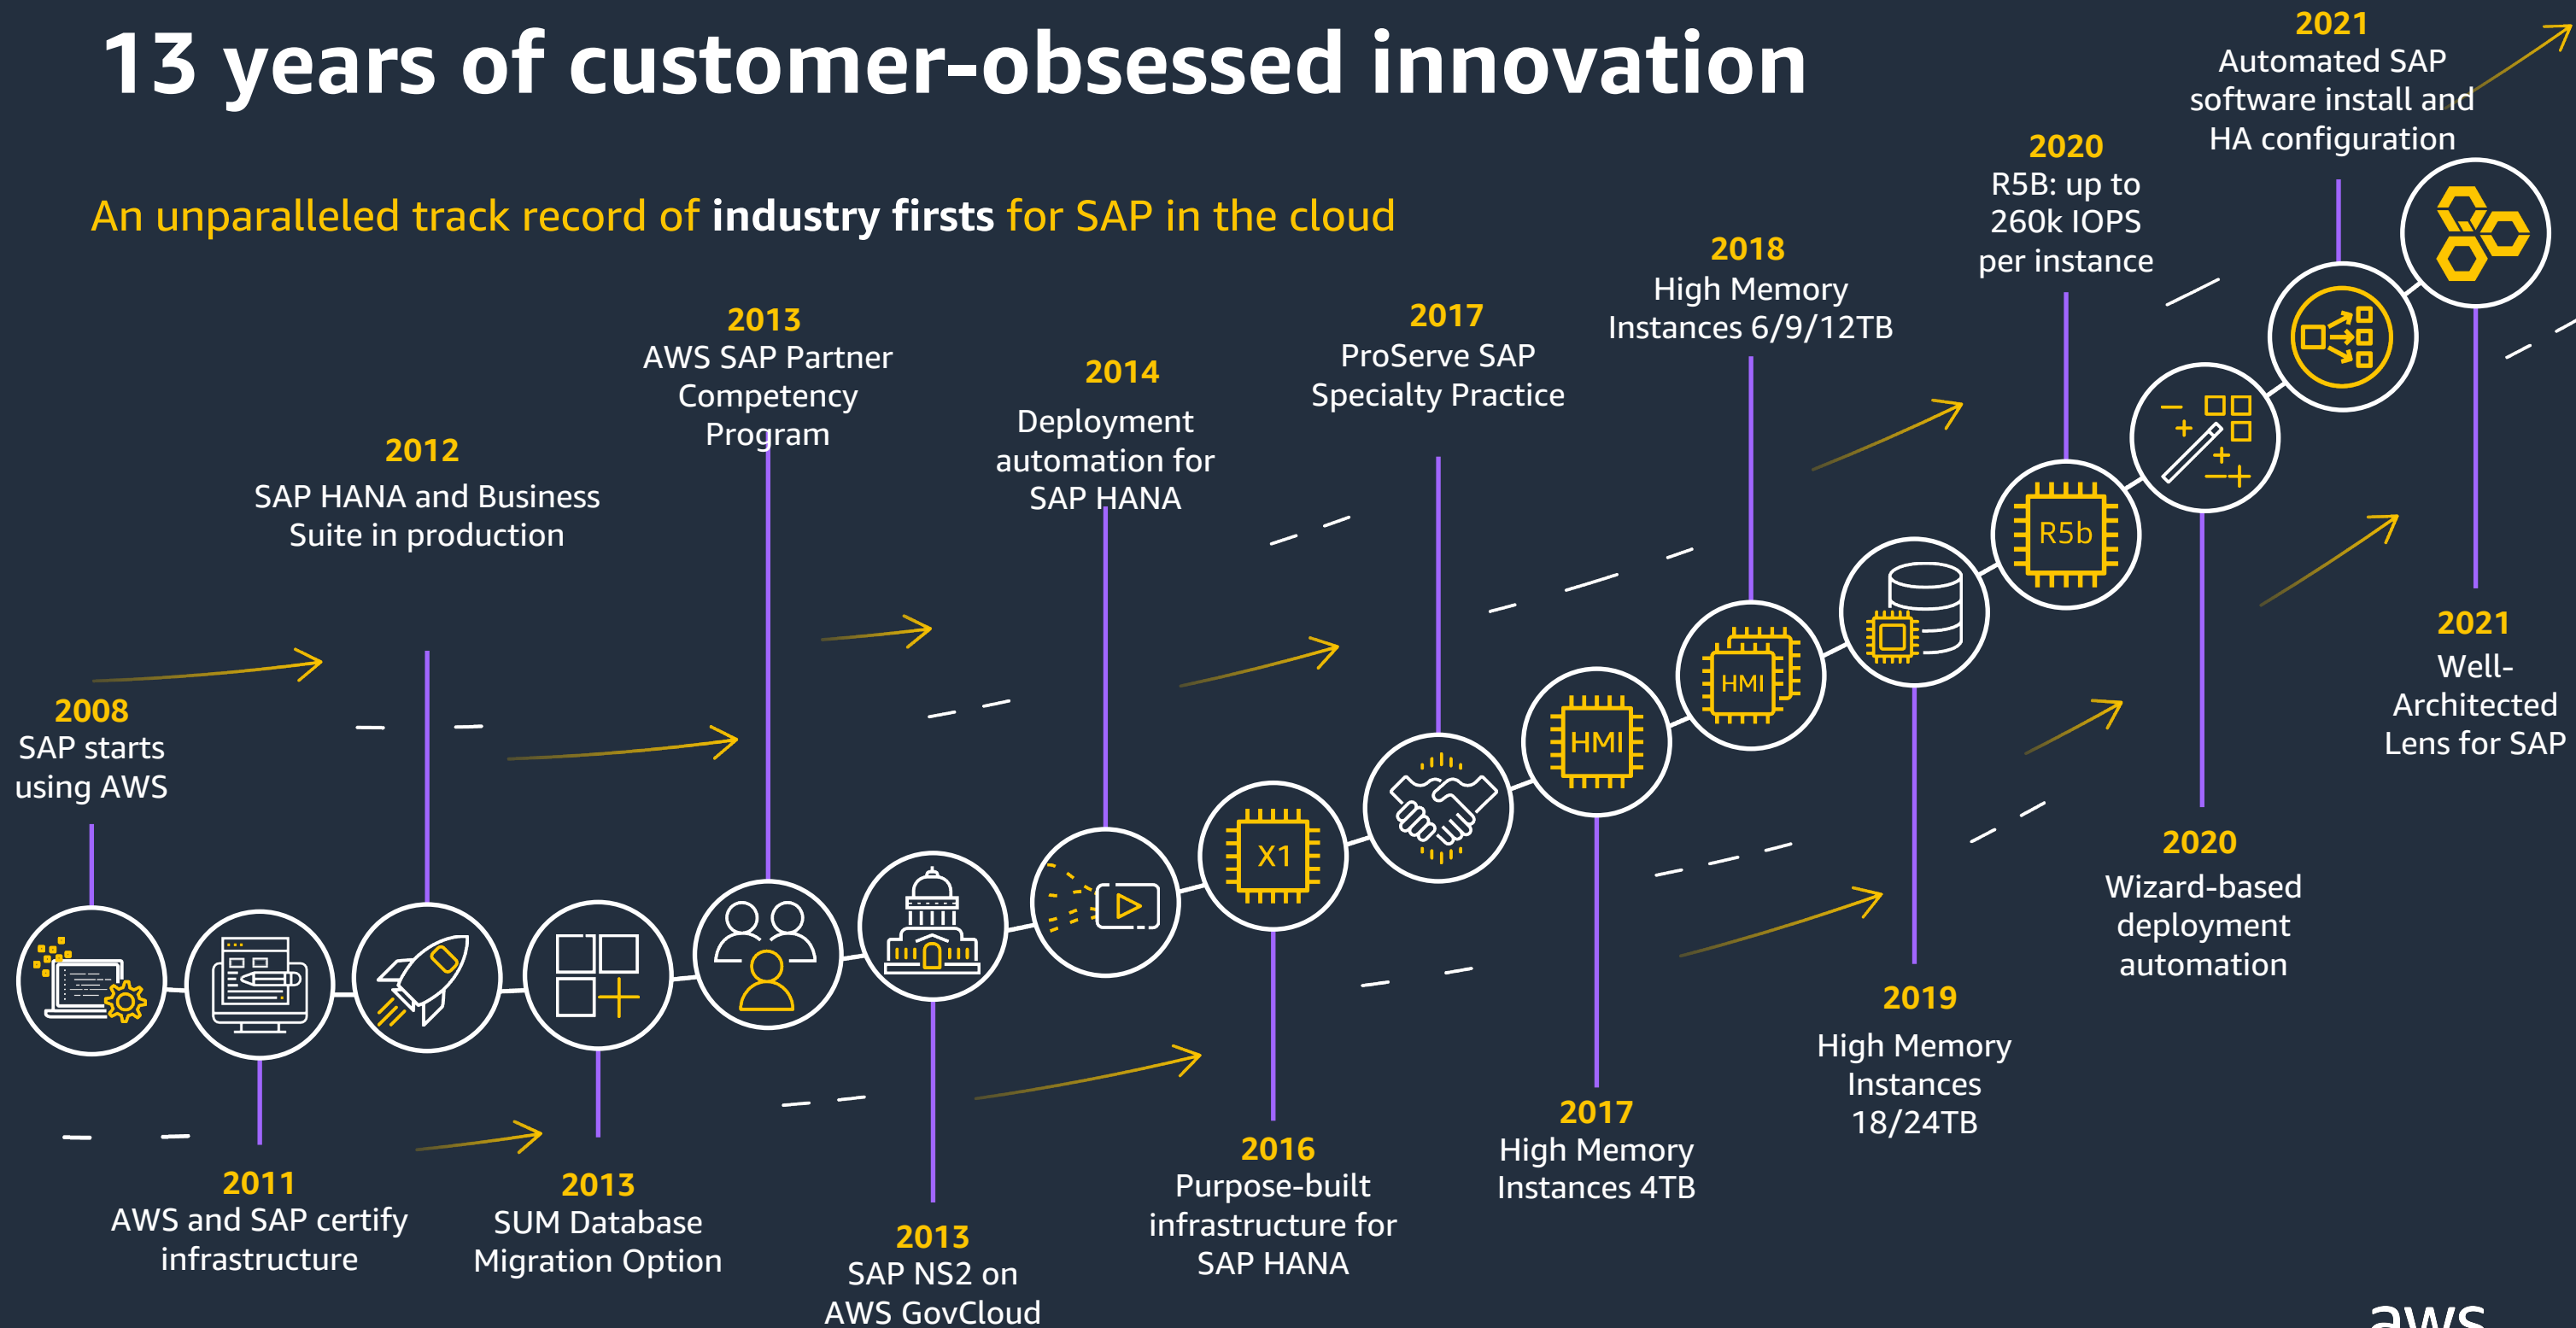 13 years of customer-obsessed innovation
An unparalleled track record of industry firsts for SAP in the cloud
2008
SAP starts
using AWS
2011
AWS and SAP certify
infrastructure
2012
SAP HANA and Business
Suite in production
2013
SUM Database
Migration Option
2013
AWS SAP Partner
Competency
Program
2013
SAP NS2 on
AWS GovCloud
2014
Deployment
automation for
SAP HANA
X1
2016
Purpose-built
infrastructure for
SAP HANA
2017
ProServe SAP
Specialty Practice
HMI
2017
High Memory
Instances 4TB
2018
High Memory
Instances 6/9/12TB
HMI
2019
High Memory
Instances
18/24TB
2020
R5B: up to
260k IOPS
per instance
R5b
2020
Wizard-based
deployment
automation
2021
Automated SAP
software install and
HA configuration
2021
Well-
Architected
Lens for SAP
aws